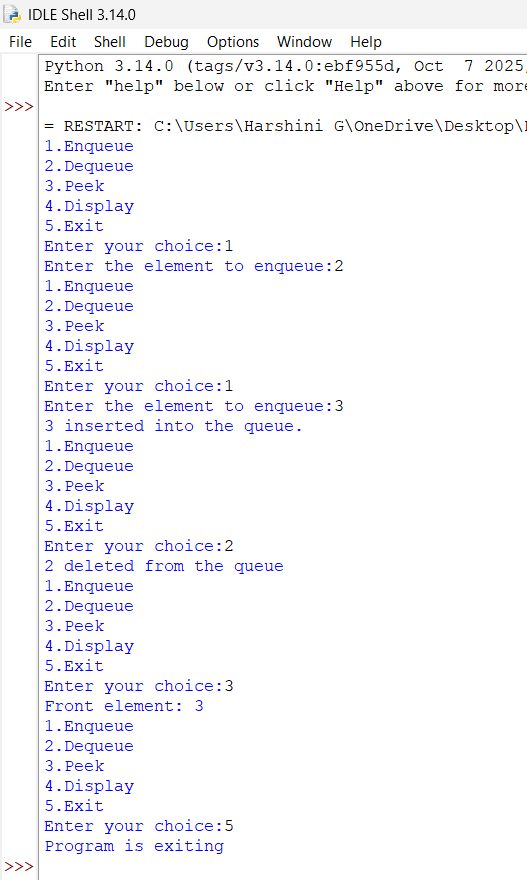 IDLE Shell 3.14.0
File Edit Shell Debug Options Window Help
Python 3.14.0 (tags/v3.14.0:ebf955d, Oct  7 2025,
Enter "help" below or click "Help" above for more
>>>
= RESTART: C:\Users\Harshini G\OneDrive\Desktop\
1.Enqueue
2.Dequeue
3.Peek
4.Display
5.Exit
Enter your choice:1
Enter the element to enqueue:2
1.Enqueue
2.Dequeue
3.Peek
4.Display
5.Exit
Enter your choice:1
Enter the element to enqueue:3
3 inserted into the queue.
1.Enqueue
2.Dequeue
3.Peek
4.Display
5.Exit
Enter your choice:2
2 deleted from the queue
1.Enqueue
2.Dequeue
3.Peek
4.Display
5.Exit
Enter your choice:3
Front element: 3
1.Enqueue
2.Dequeue
3.Peek
4.Display
5.Exit
Enter your choice:5
Program is exiting
>>>